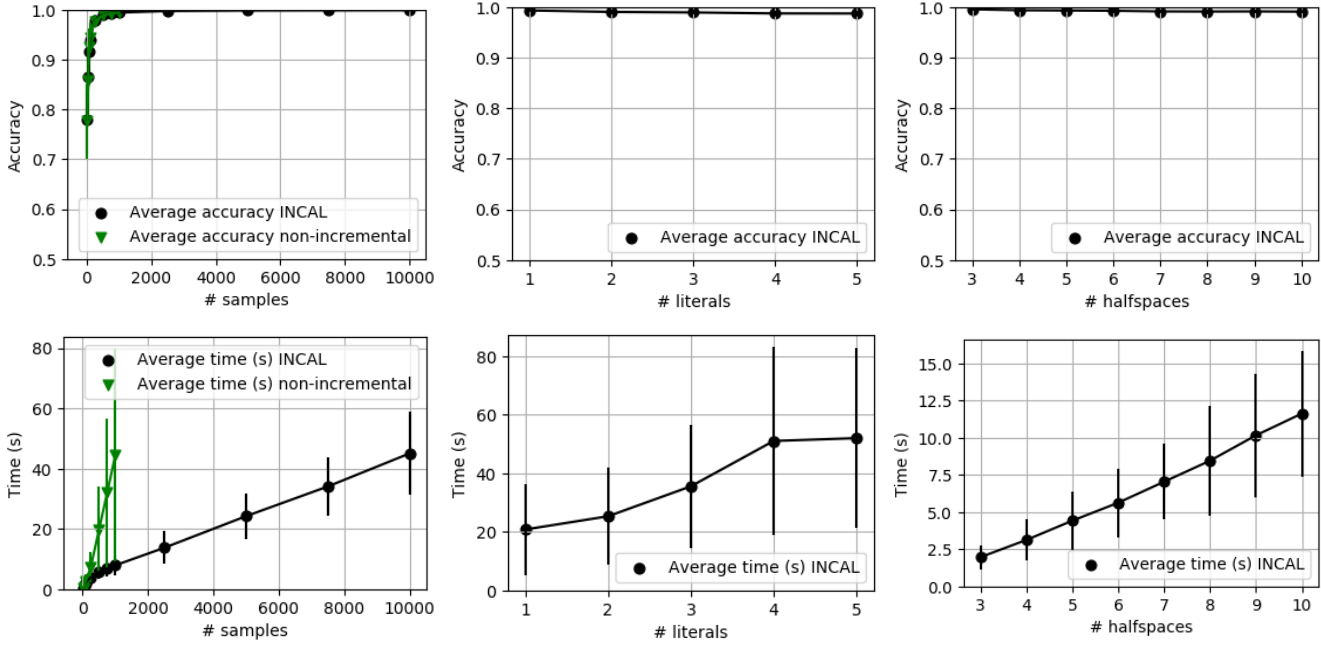 1.0
0.9
0.8
0.7
0.6
0.5
Accuracy
Average accuracy INCAL
Average accuracy non-incremental
0 2000 4000 6000 8000 10000
# samples
1.0
0.9
0.8
0.7
0.6
0.5
Accuracy
Average accuracy INCAL
1 2 3 4 5
# literals
1.0
0.9
0.8
0.7
0.6
0.5
Accuracy
Average accuracy INCAL
3 4 5 6 7 8 9 10
# halfspaces
80
60
40
20
0
Time (s)
Average time (s) INCAL
Average time (s) non-incremental
0 2000 4000 6000 8000 10000
# samples
80
60
40
20
0
Time (s)
Average time (s) INCAL
1 2 3 4 5
# literals
15.0
12.5
10.0
7.5
5.0
2.5
0.0
Time (s)
Average time (s) INCAL
3 4 5 6 7 8 9 10
# halfspaces